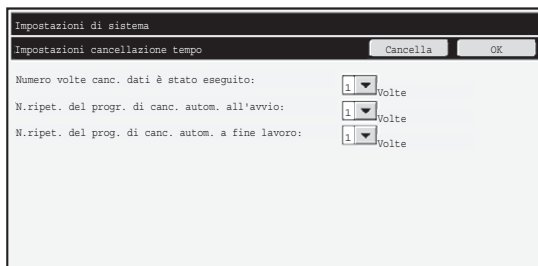 Impostazioni di sistema
Impostazioni cancellazione tempo Cancella OK
Numero volte canc. dati è stato eseguito: 1 Volte
N.ripet. del progr. di canc. autom. all'avvio: 1 Volte
N.ripet. del prog. di canc. autom. a fine lavoro: 1 Volte